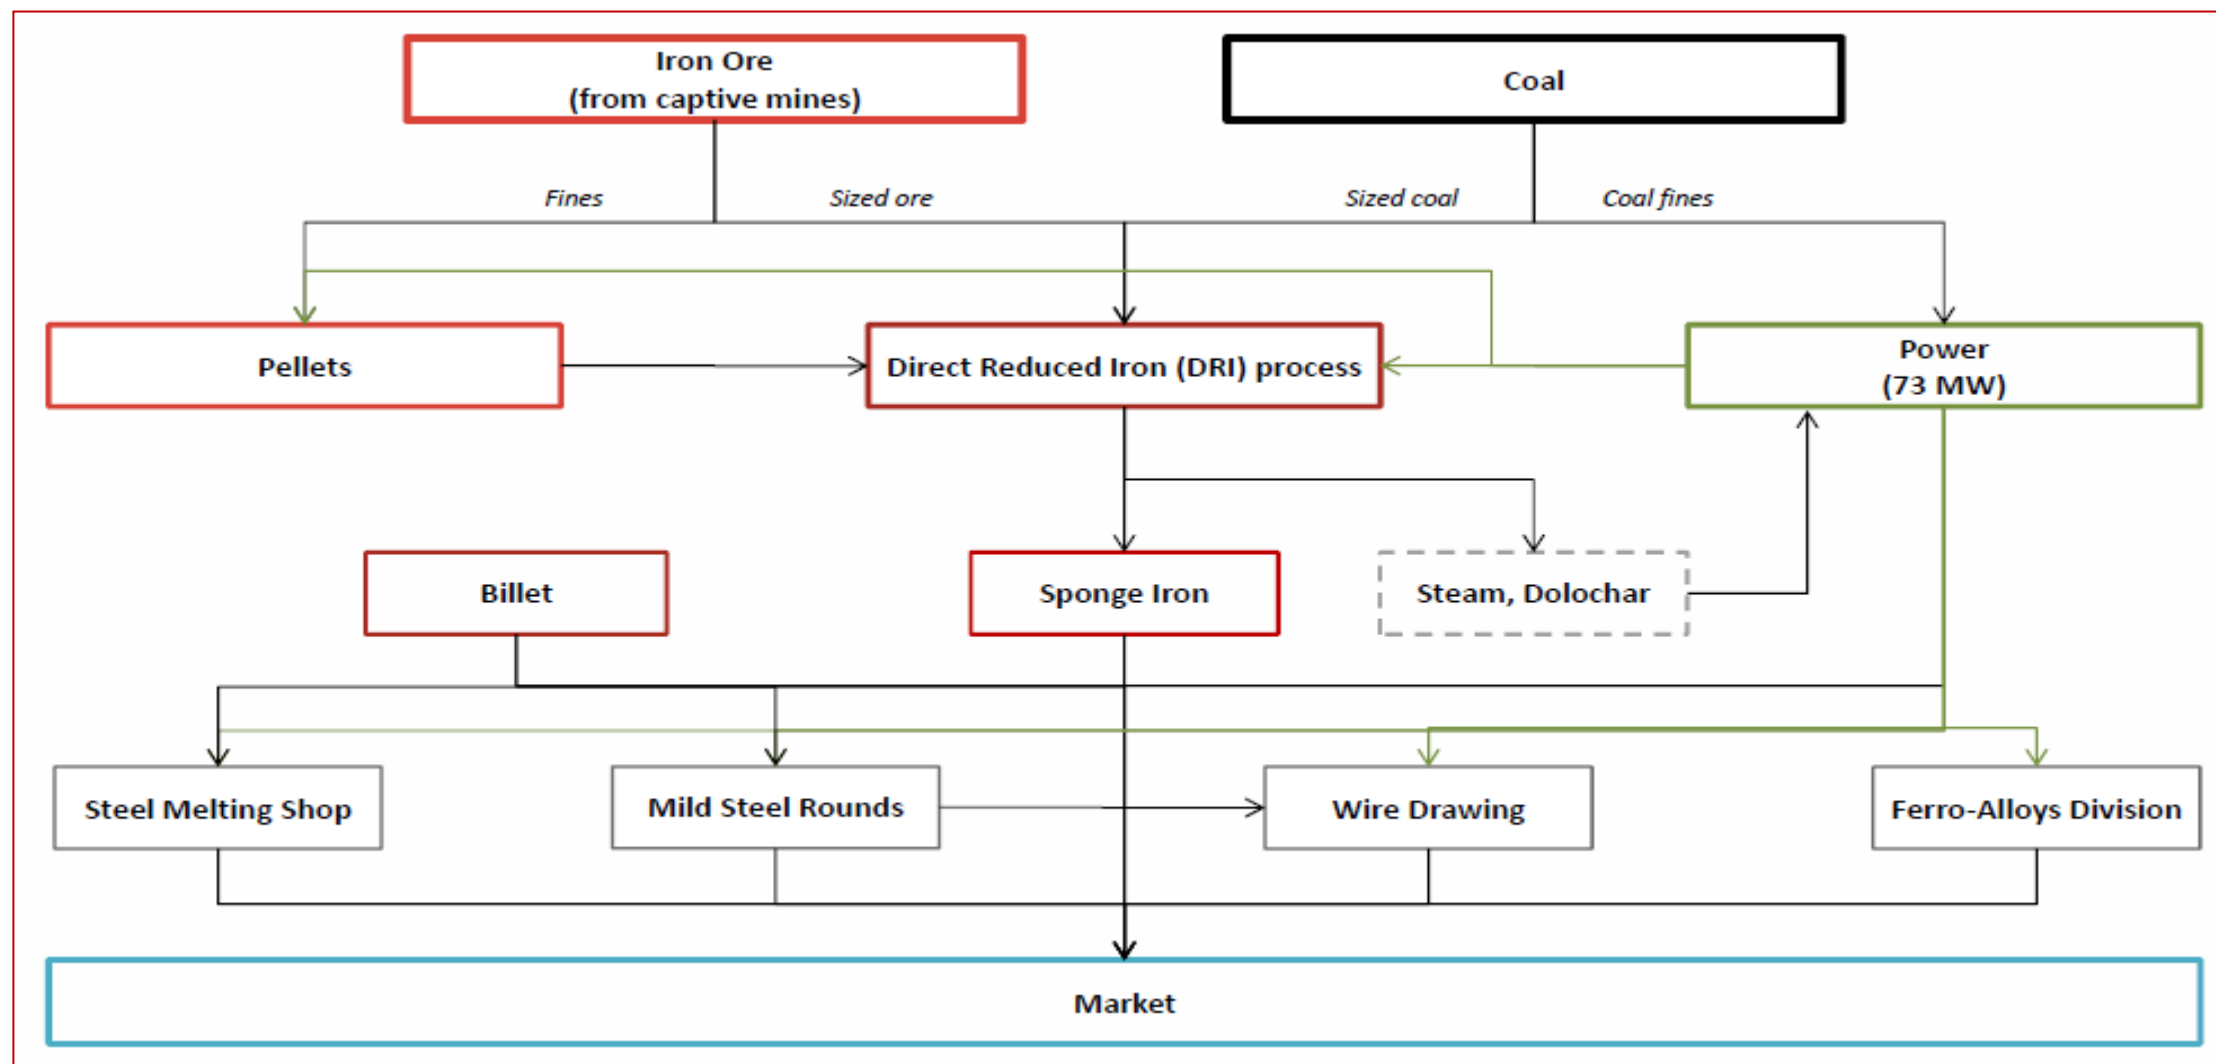 Iron Ore
(from captive mines)
Coal
Fines
Sized ore
Sized coal
Coal fines
Pellets
Direct Reduced Iron (DRI) process
Power
(73 MW)
Billet
Sponge Iron
Steam, Dolochar
Steel Melting Shop
Mild Steel Rounds
Wire Drawing
Ferro-Alloys Division
Market